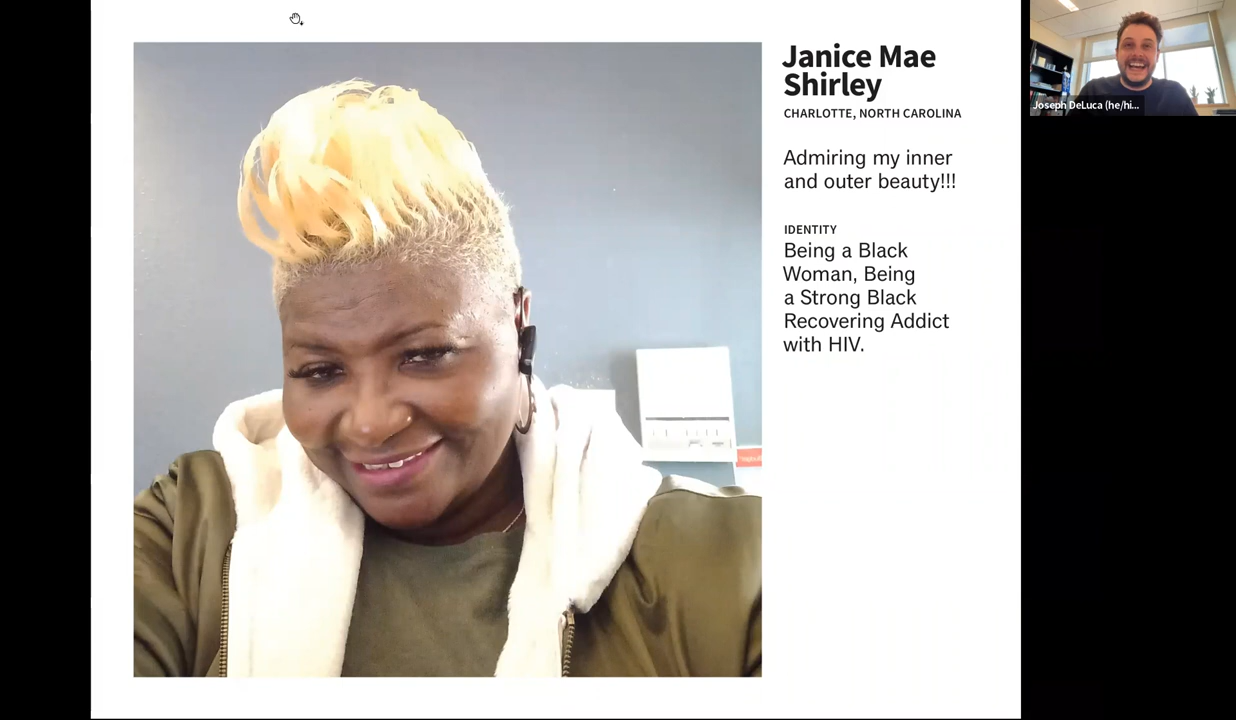 Janice Mae
Shirley
CHARLOTTE, NORTH CAROLINA
Admiring my inner
and outer beauty!!!
IDENTITY
Being a Black
Woman, Being
a Strong Black
Recovering Addict
with HIV.
Joseph DeLuca (he/hi...